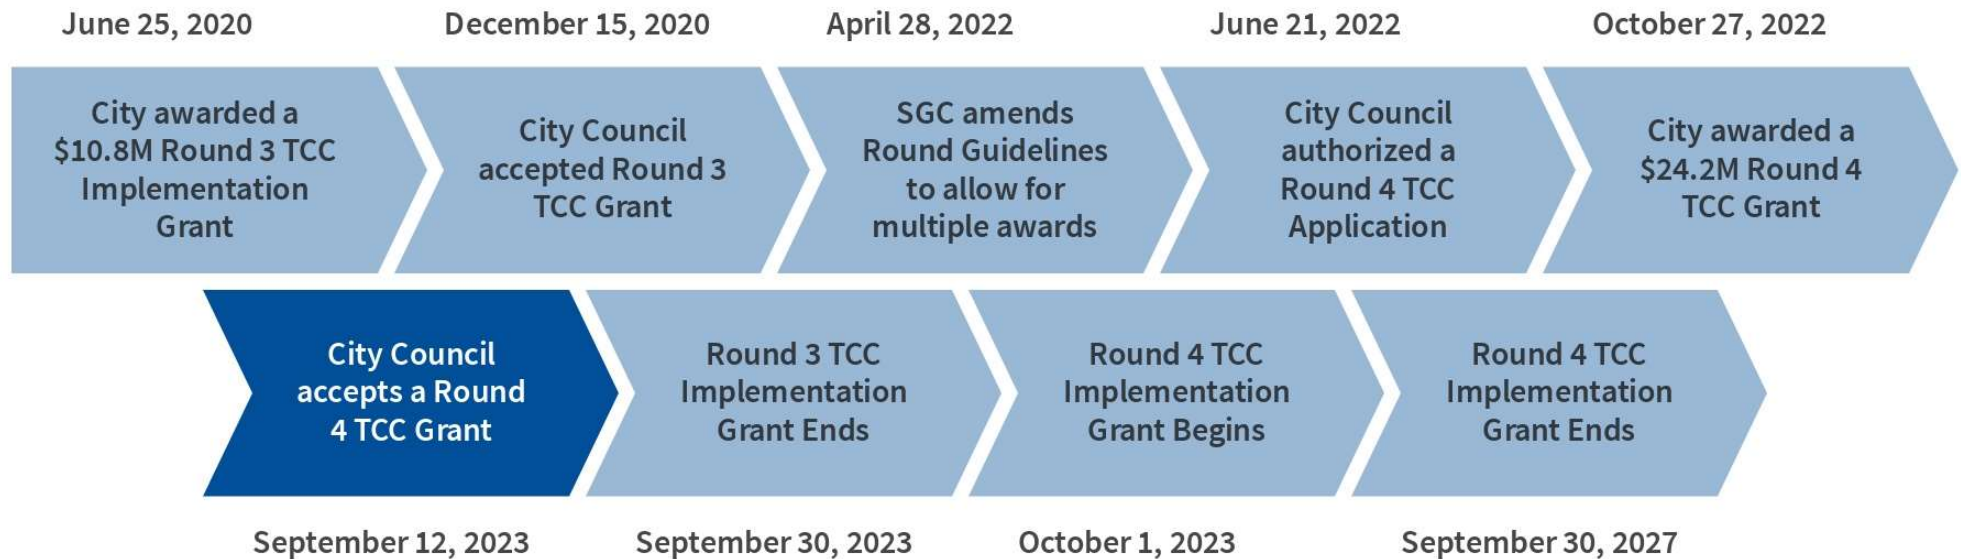 June 25, 2020
December 15, 2020
April 28, 2022
June 21, 2022
October 27, 2022
City awarded a
$10.8M Round 3 TCC
Implementation
Grant
City Council
accepted Round 3
TCC Grant
SGC amends
Round Guidelines
to allow for
multiple awards
City Council
authorized a
Round 4 TCC
Application
City awarded a
$24.2M Round 4
TCC Grant
City Council
accepts a Round
4 TCC Grant
Round 3 TCC
Implementation
Grant Ends
Round 4 TCC
Implementation
Grant Begins
Round 4 TCC
Implementation
Grant Ends
September 12, 2023
September 30, 2023
October 1, 2023
September 30, 2027